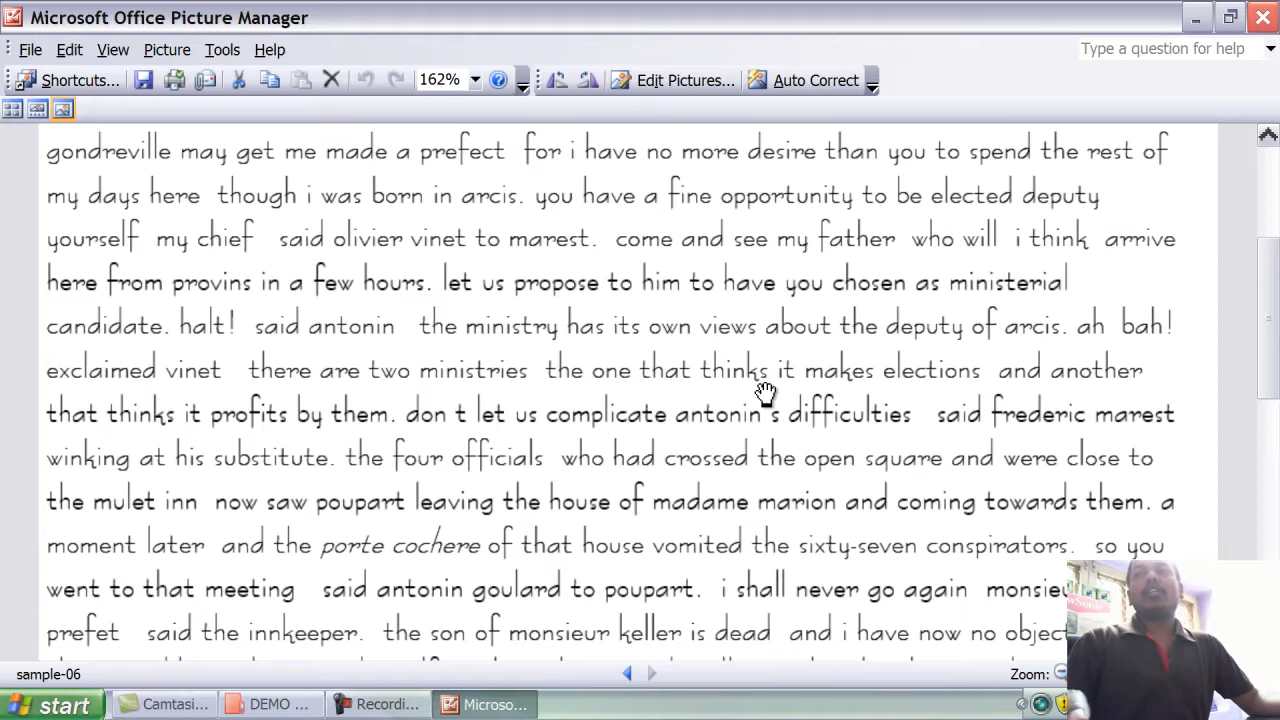 Microsoft Office Picture Manager
File Edit View Picture Tools Help
Type a question for help
Shortcuts... 162% Edit Pictures... Auto Correct
gondreville may get me made a prefect for i have no more desire than you to spend the rest of
my days here though i was born in arcis. you have a fine opportunity to be elected deputy
yourself my chief said olivier vinet to marest. come and see my father who will i think arrive
here from provins in a few hours. let us propose to him to have you chosen as ministerial
candidate. halt! said antonin the ministry has its own views about the deputy of arcis. ah bah!
exclaimed vinet there are two ministries the one that thinks it makes elections and another
that thinks it profits by them. don t let us complicate antonin s difficulties said frederic marest
winking at his substitute. the four officials who had crossed the open square and were close to
the mulet inn now saw poupart leaving the house of madame marion and coming towards them. a
moment later and the porte cochere of that house vomited the sixty-seven conspirators. so you
went to that meeting said antonin goulard to poupart. i shall never go again monsieu
prefet said the innkeeper. the son of monsieur keller is dead and i have now no object
sample-06
Zoom:
start Camtasi... DEMO ... Recordi... Microso...